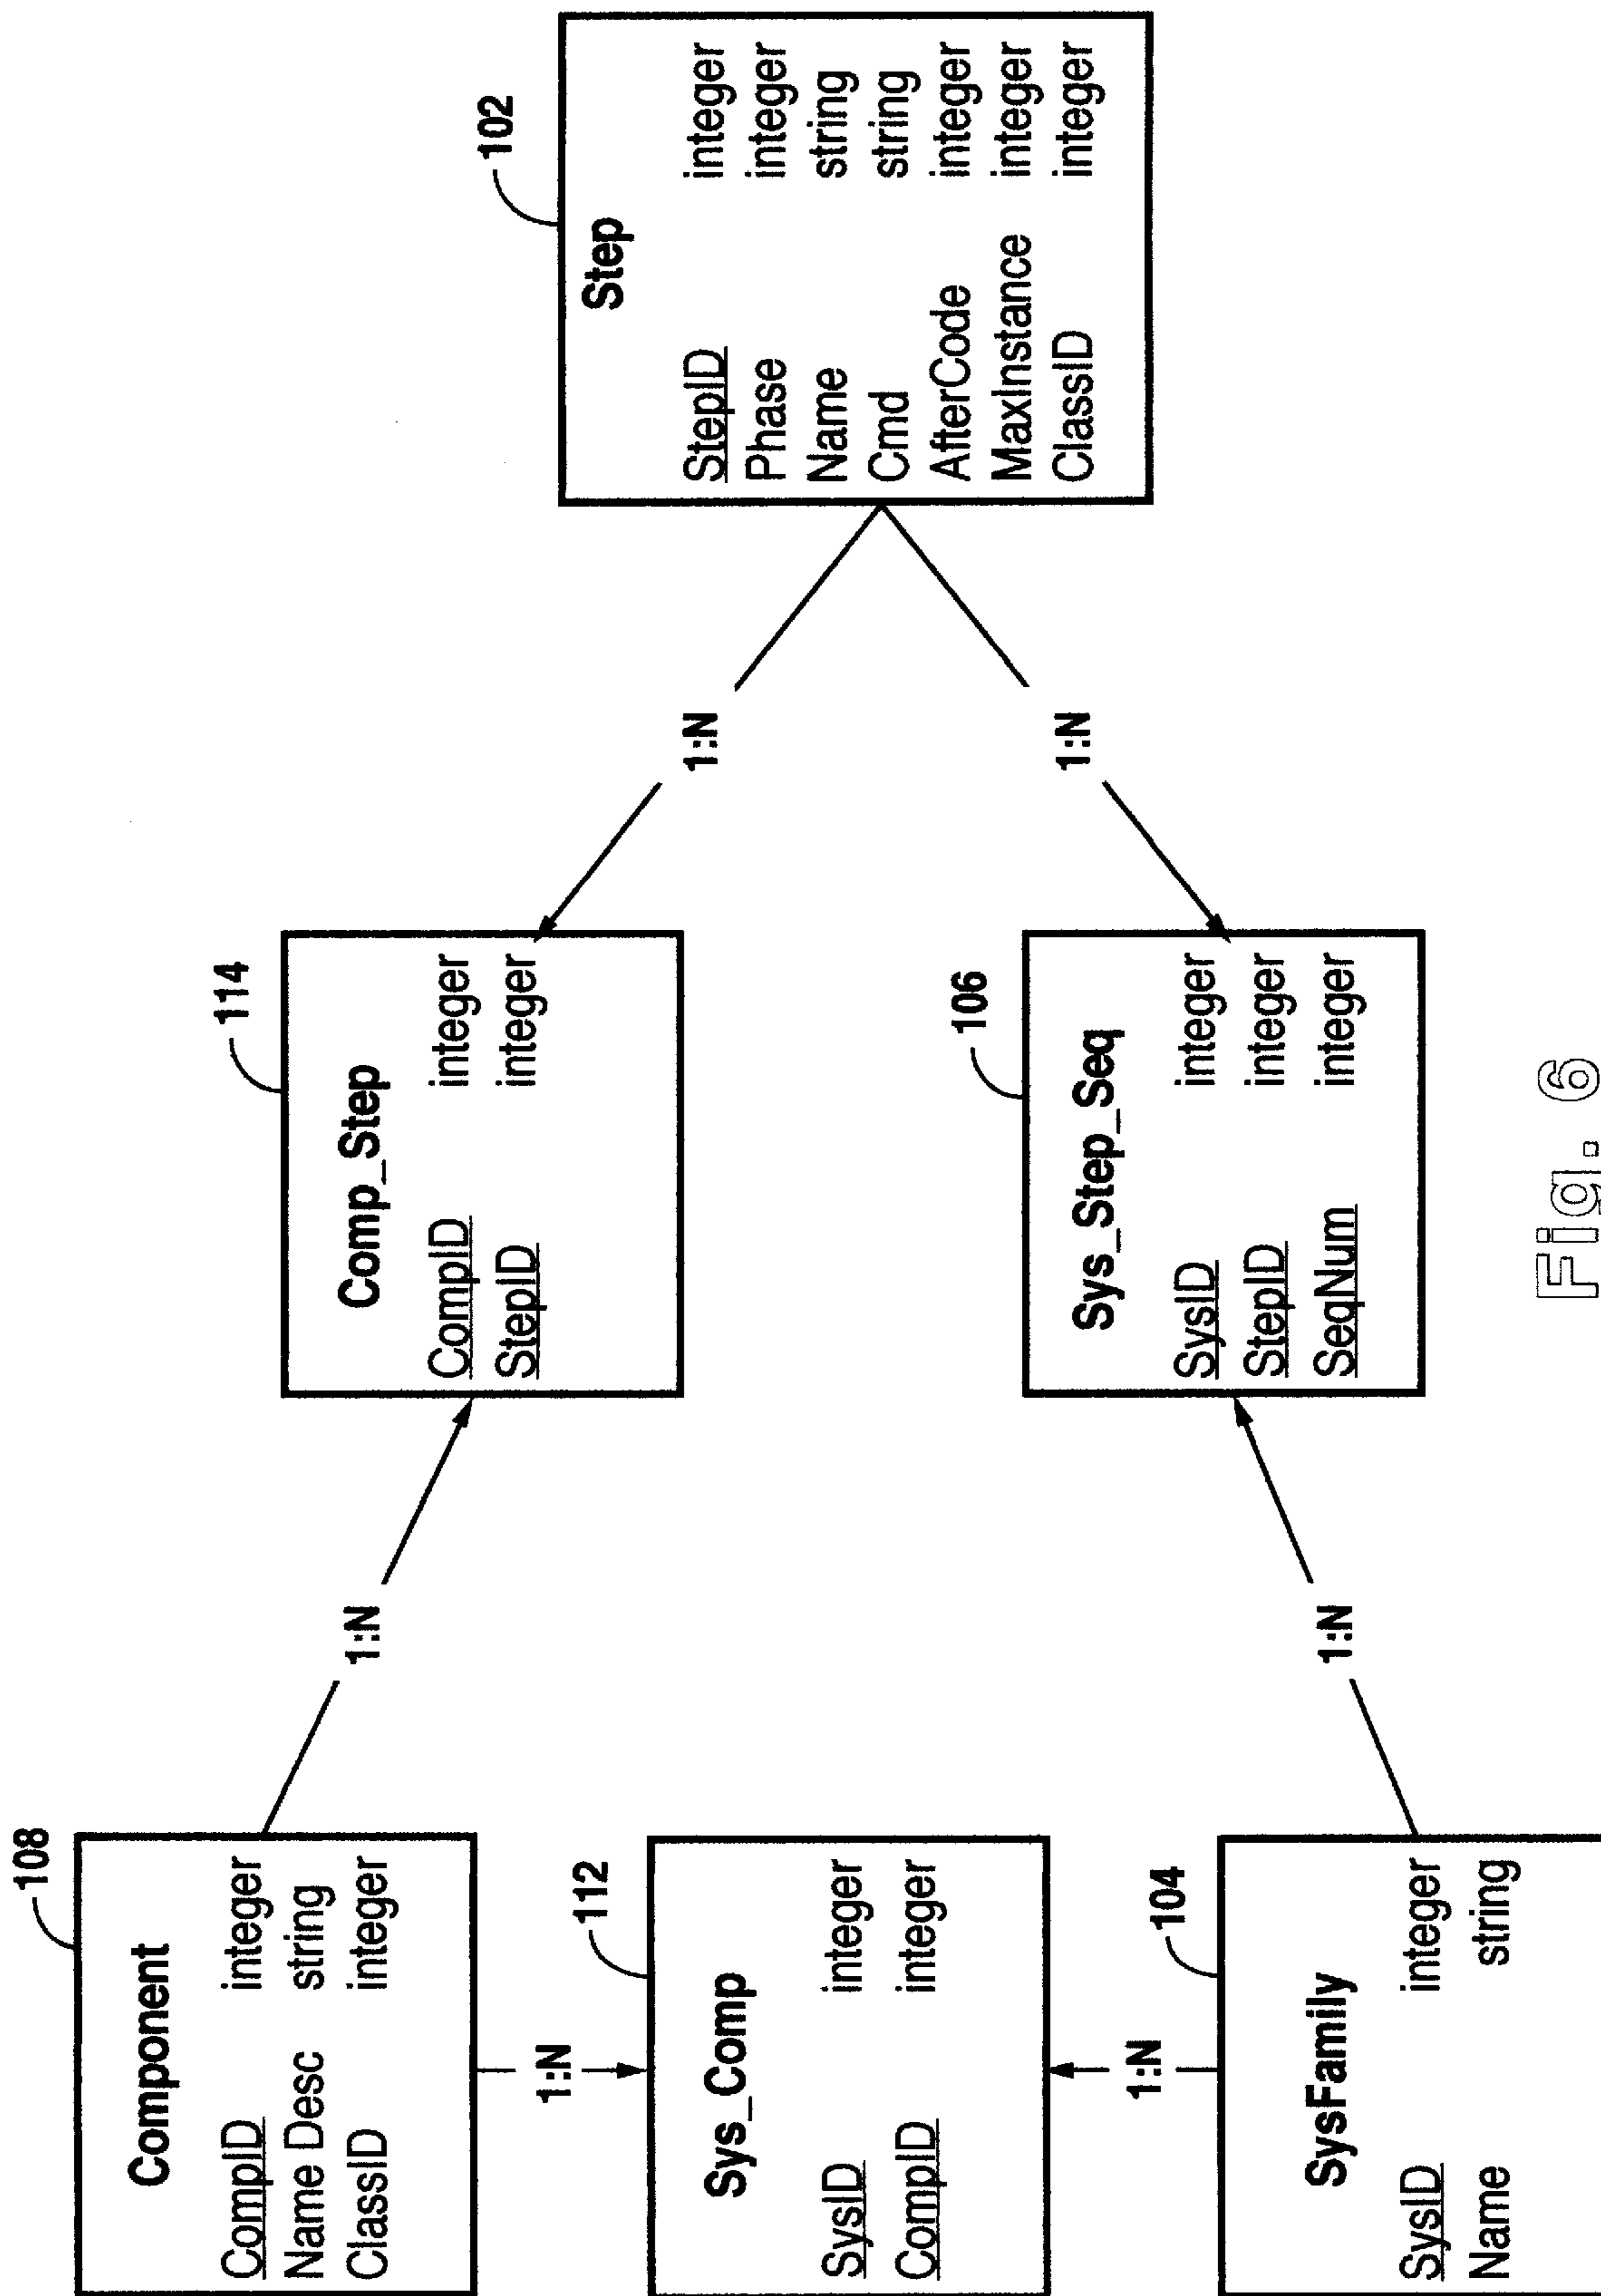 108
Component
CompID integer
Name Desc string
ClassID integer
1:N
112
Sys_Comp
SysID integer
CompID integer
1:N
104
SysFamily
SysID integer
Name string
1:N
1:N
114
Comp_Step
CompID integer
StepID integer
106
Sys_Step_Seq
SysID integer
StepID integer
SeqNum integer
1:N
1:N
102
Step
StepID integer
Phase integer
Name string
Cmd string
AfterCode integer
MaxInstance integer
ClassID integer
Fig. 6